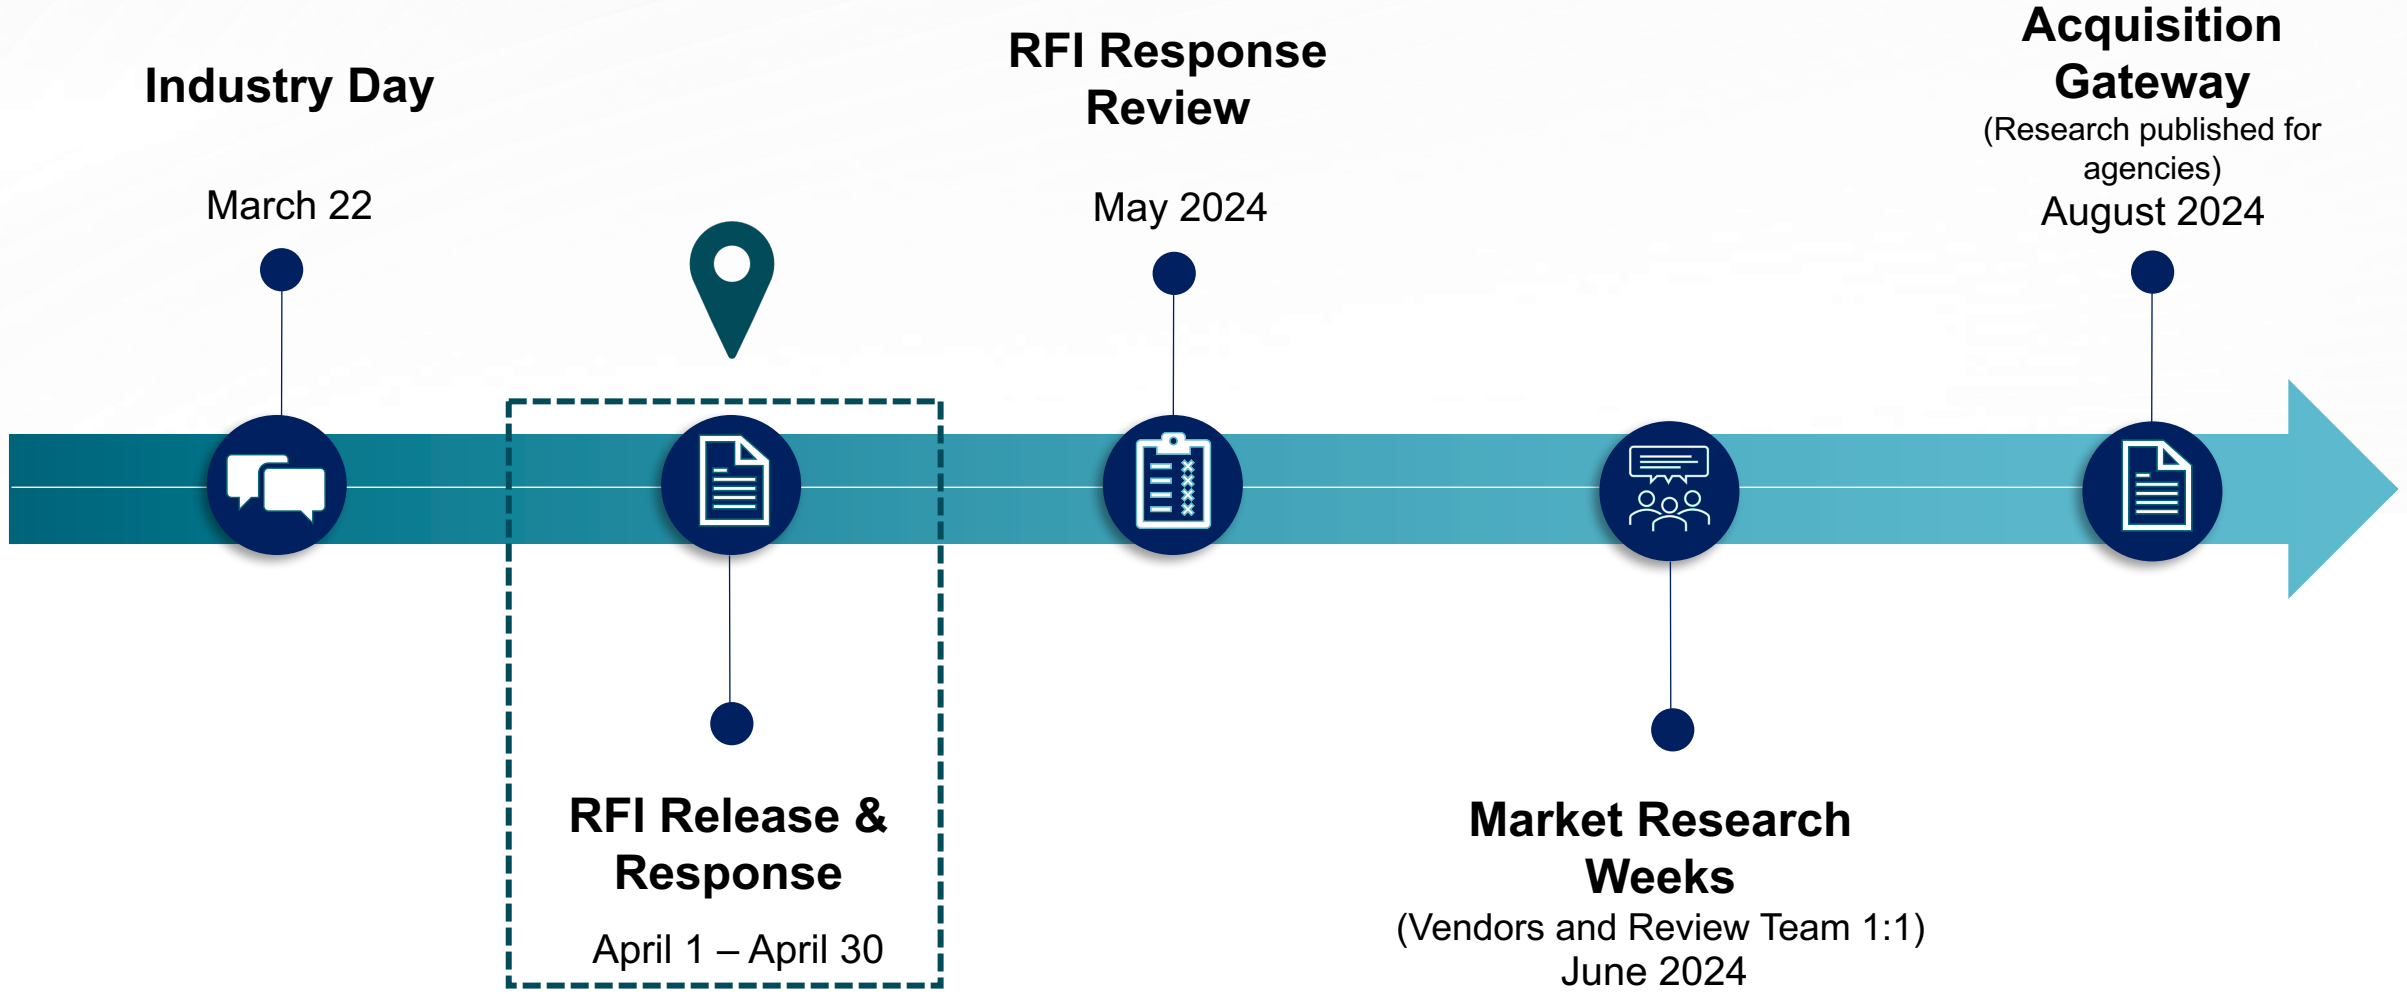 Industry Day
March 22
RFI Release &
Response
April 1 – April 30
RFI Response
Review
May 2024
Market Research
Weeks
(Vendors and Review Team 1:1)
June 2024
Acquisition
Gateway
(Research published for
agencies)
August 2024